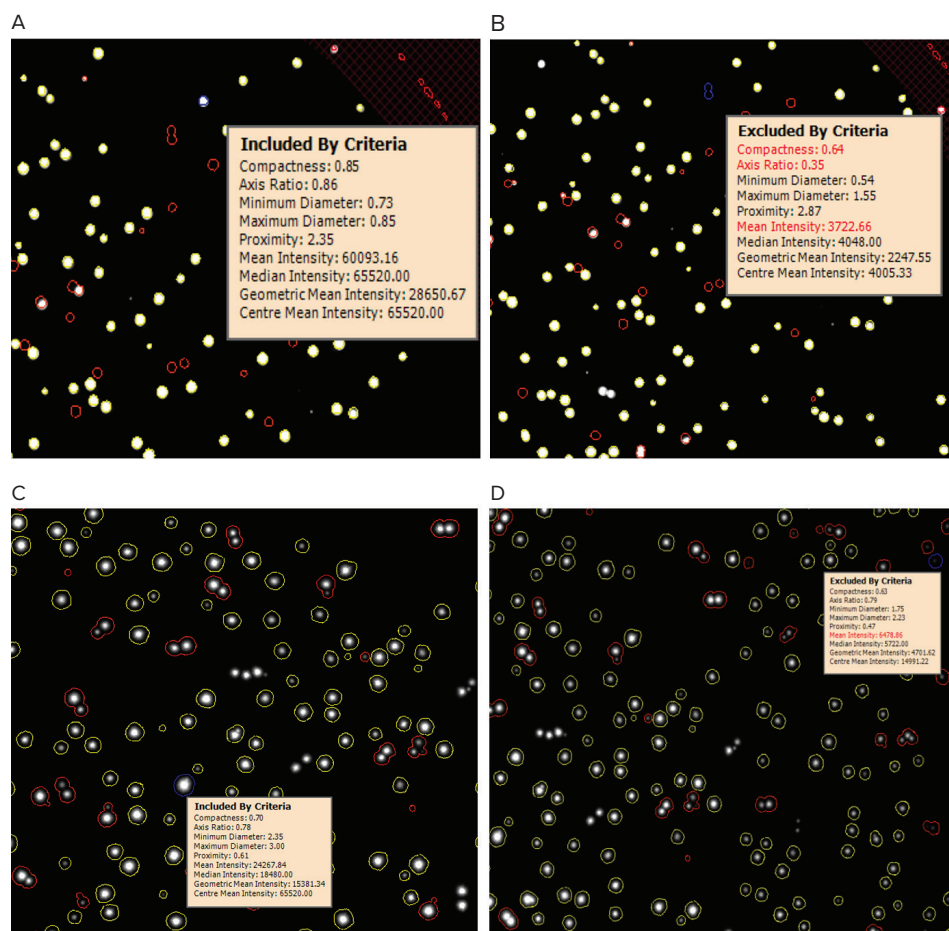 A
B
Included By Criteria
Compactness: 0.85
Axis Ratio: 0.86
Minimum Diameter: 0.73
Maximum Diameter: 0.85
Proximity: 2.35
Mean Intensity: 60093.16
Median Intensity: 65520.00
Geometric Mean Intensity: 28650.67
Centre Mean Intensity: 65520.00
Excluded By Criteria
Compactness: 0.64
Axis Ratio: 0.35
Minimum Diameter: 0.54
Maximum Diameter: 1.55
Proximity: 2.87
Mean Intensity: 3722.66
Median Intensity: 4048.00
Geometric Mean Intensity: 2247.55
Centre Mean Intensity: 4005.33
C
D
Included By Criteria
Compactness: 0.70
Axis Ratio: 0.78
Minimum Diameter: 2.35
Maximum Diameter: 3.00
Proximity: 0.61
Mean Intensity: 24267.84
Median Intensity: 18480.00
Geometric Mean Intensity: 15381.34
Centre Mean Intensity: 65520.00
Excluded By Criteria
Compactness: 0.63
Axis Ratio: 0.79
Minimum Diameter: 1.75
Maximum Diameter: 2.23
Proximity: 0.47
Mean Intensity: 6478.86
Median Intensity: 5722.00
Geometric Mean Intensity: 4701.62
Centre Mean Intensity: 14991.22